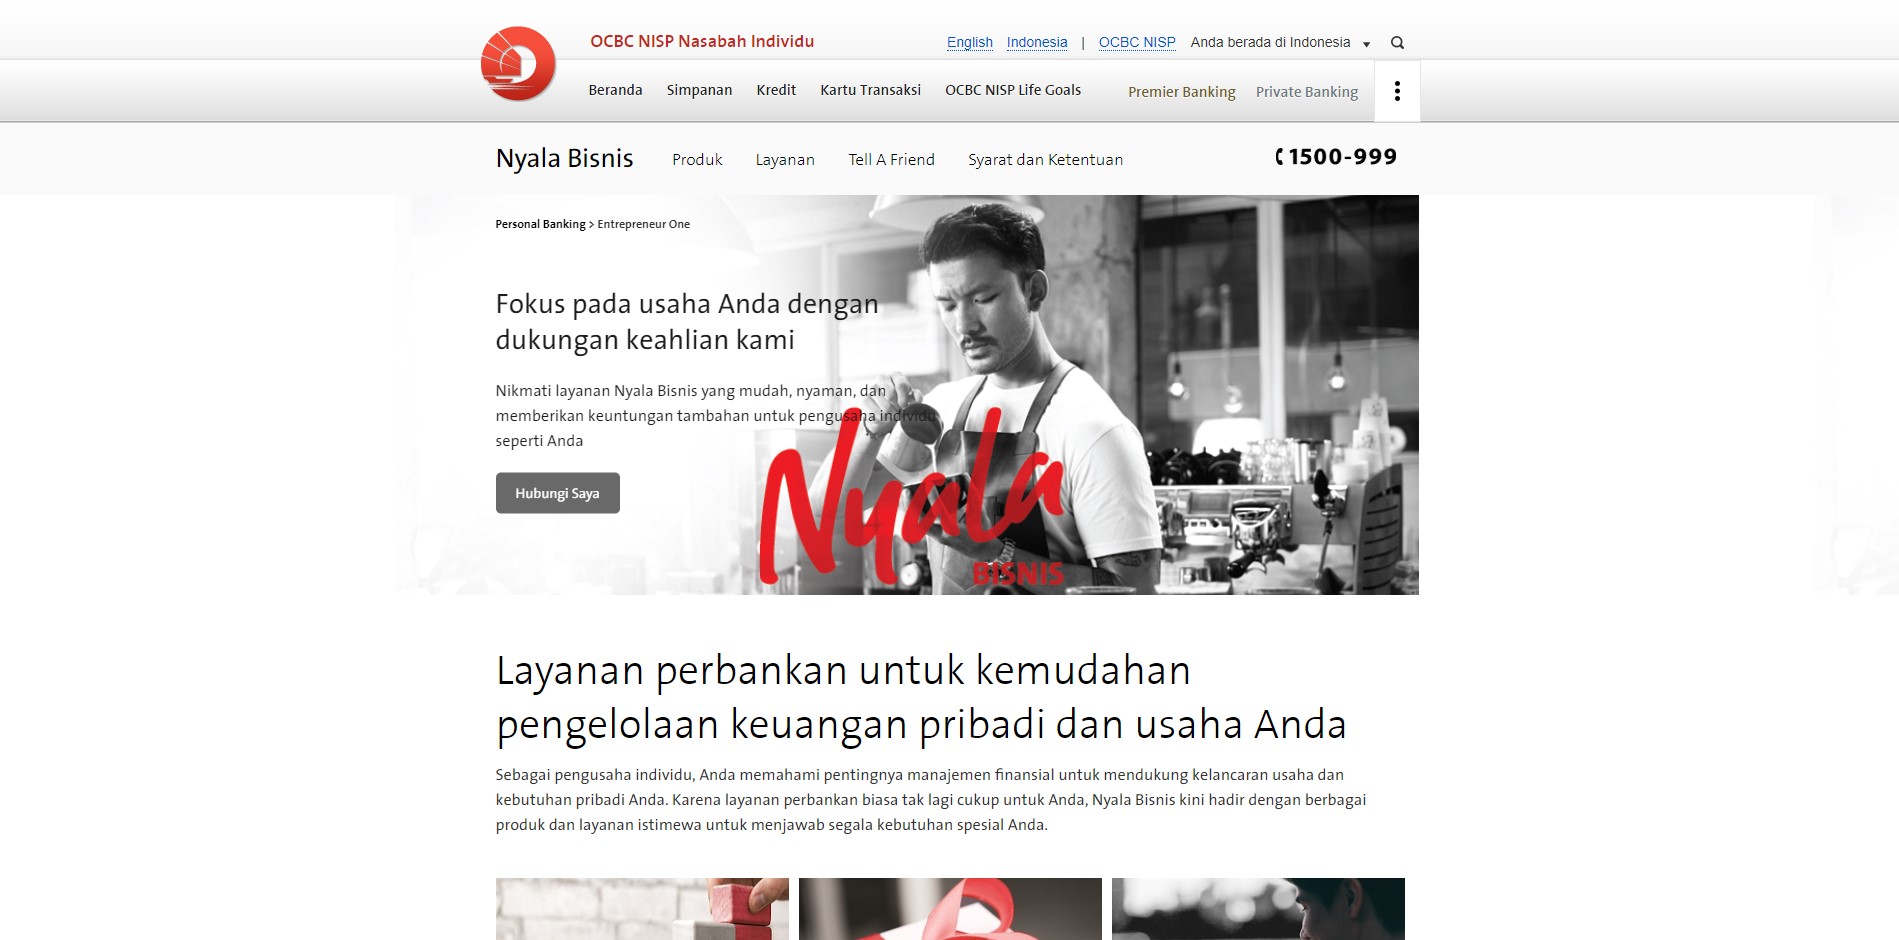 OCBC NISP Nasabah Individu
English Indonesia | OCBC NISP Anda berada di Indonesia
Beranda Simpanan Kredit Kartu Transaksi OCBC NISP Life Goals Premier Banking Private Banking
Nyala Bisnis Produk Layanan Tell A Friend Syarat dan Ketentuan 1500-999
Personal Banking > Entrepreneur One
Fokus pada usaha Anda dengan
dukungan keahlian kami
Nikmati layanan Nyala Bisnis yang mudah, nyaman, dan
memberikan keuntungan tambahan untuk pengusaha individu
seperti Anda
Hubungi Saya
Nyala
BISNIS
Layanan perbankan untuk kemudahan
pengelolaan keuangan pribadi dan usaha Anda
Sebagai pengusaha individu, Anda memahami pentingnya manajemen finansial untuk mendukung kelancaran usaha dan
kebutuhan pribadi Anda. Karena layanan perbankan biasa tak lagi cukup untuk Anda, Nyala Bisnis kini hadir dengan berbagai
produk dan layanan istimewa untuk menjawab segala kebutuhan spesial Anda.